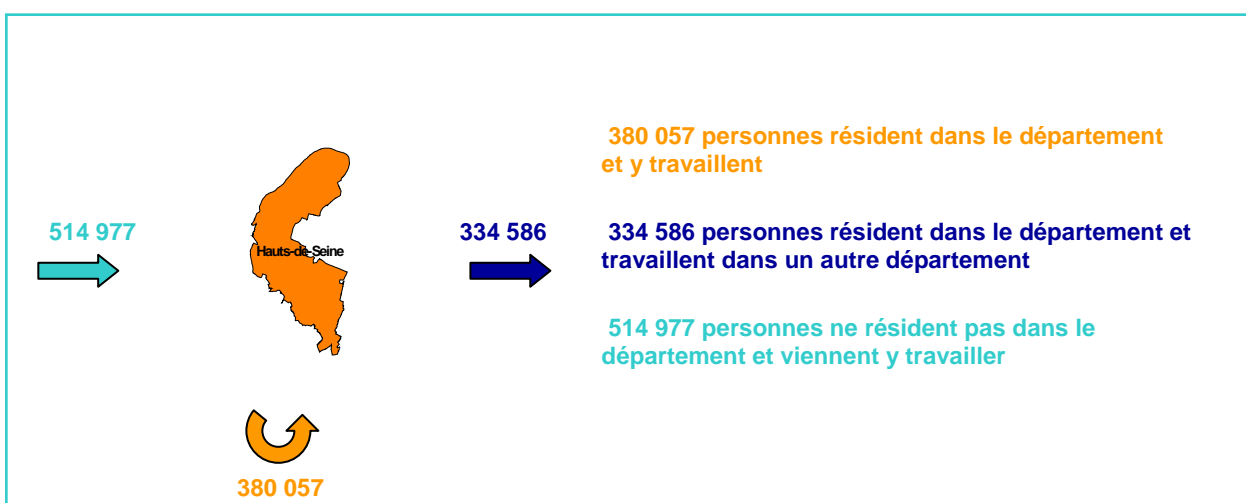 380 057 personnes résident dans le département
et y travaillent
514 977
334 586
334 586 personnes résident dans le département et
travaillent dans un autre département
Hauts-de-Seine
514 977 personnes ne résident pas dans le
département et viennent y travailler
380 057